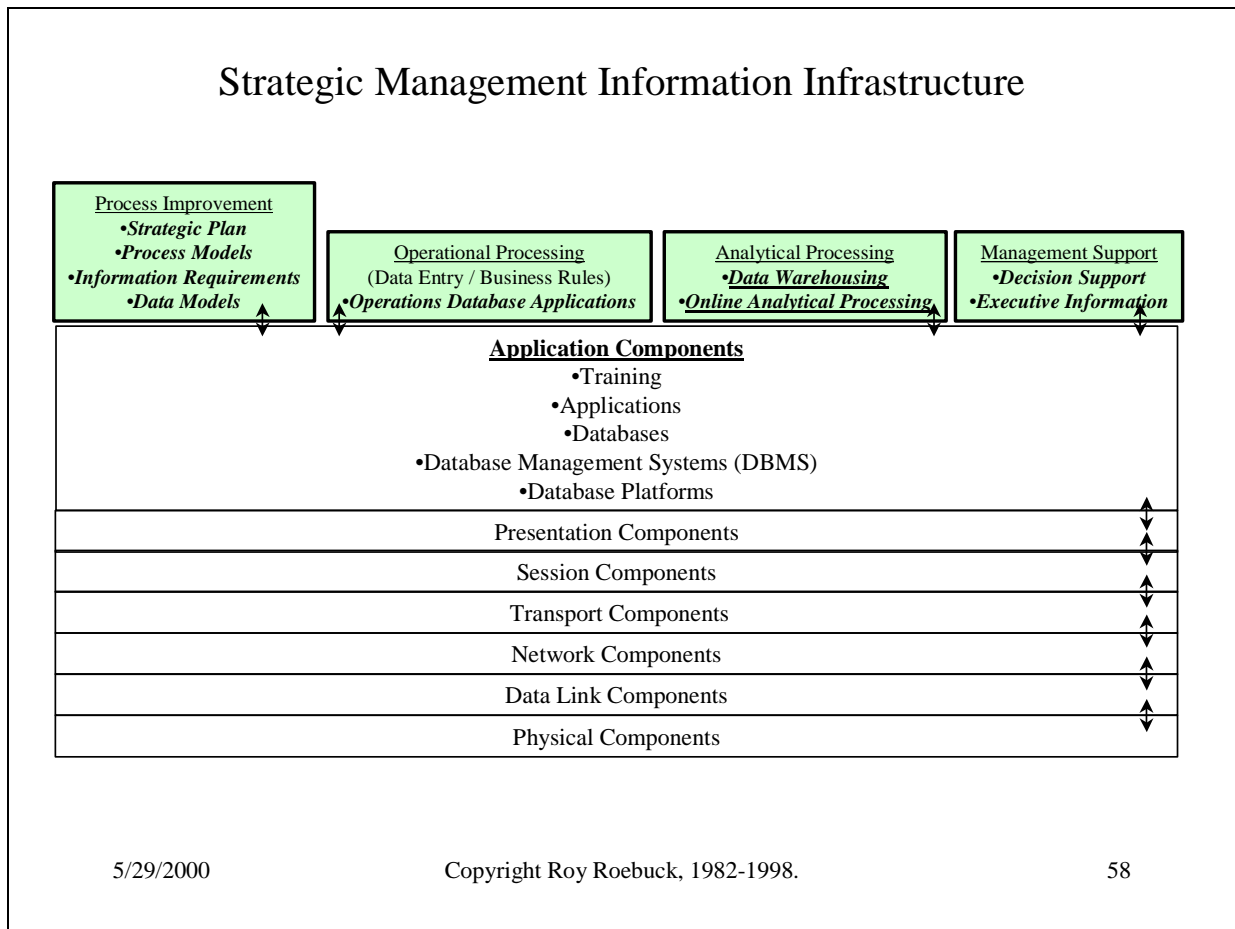 Strategic Management Information Infrastructure
Process Improvement
•Strategic Plan
•Process Models
•Information Requirements
•Data Models
Operational Processing
(Data Entry / Business Rules)
•Operations Database Applications
Analytical Processing
•Data Warehousing
•Online Analytical Processing
Management Support
•Decision Support
•Executive Information
Application Components
•Training
•Applications
•Databases
•Database Management Systems (DBMS)
•Database Platforms
Presentation Components
Session Components
Transport Components
Network Components
Data Link Components
Physical Components
5/29/2000
Copyright Roy Roebuck, 1982-1998.
58